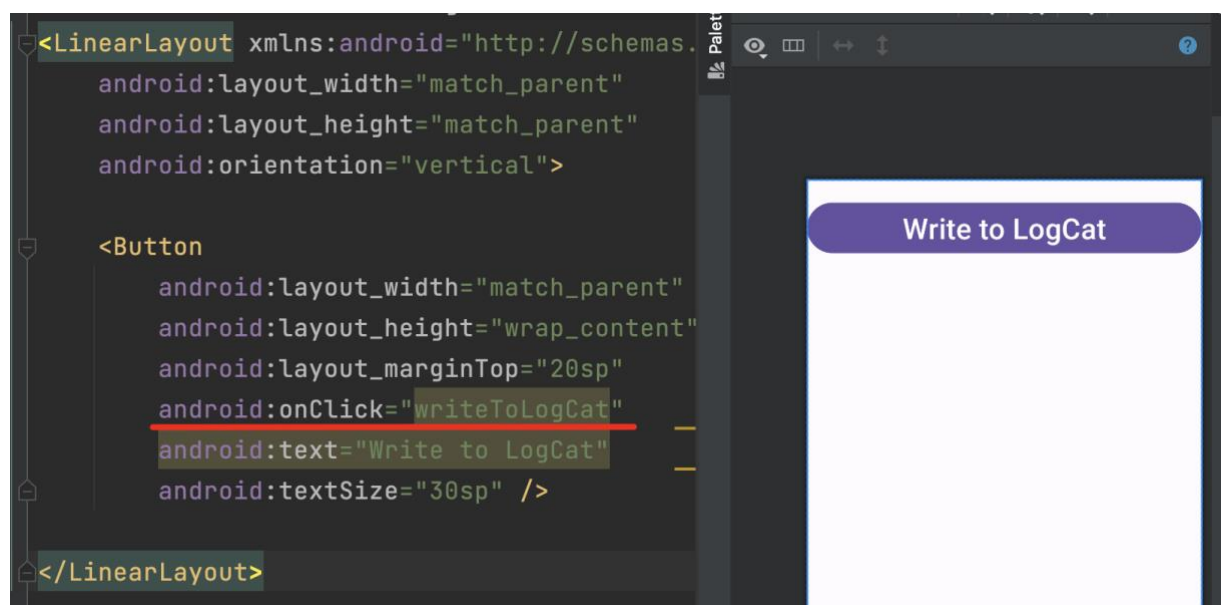 <LinearLayout xmlns:android="http://schemas.
android:layout_width="match_parent"
android:layout_height="match_parent"
android:orientation="vertical">
<Button
android:layout_width="match_parent"
android:layout_height="wrap_content"
android:layout_marginTop="20sp"
android:onClick="writeToLogCat"
android:text="Write to LogCat"
android:textSize="30sp" />
</LinearLayout>
Palet
?
Write to LogCat